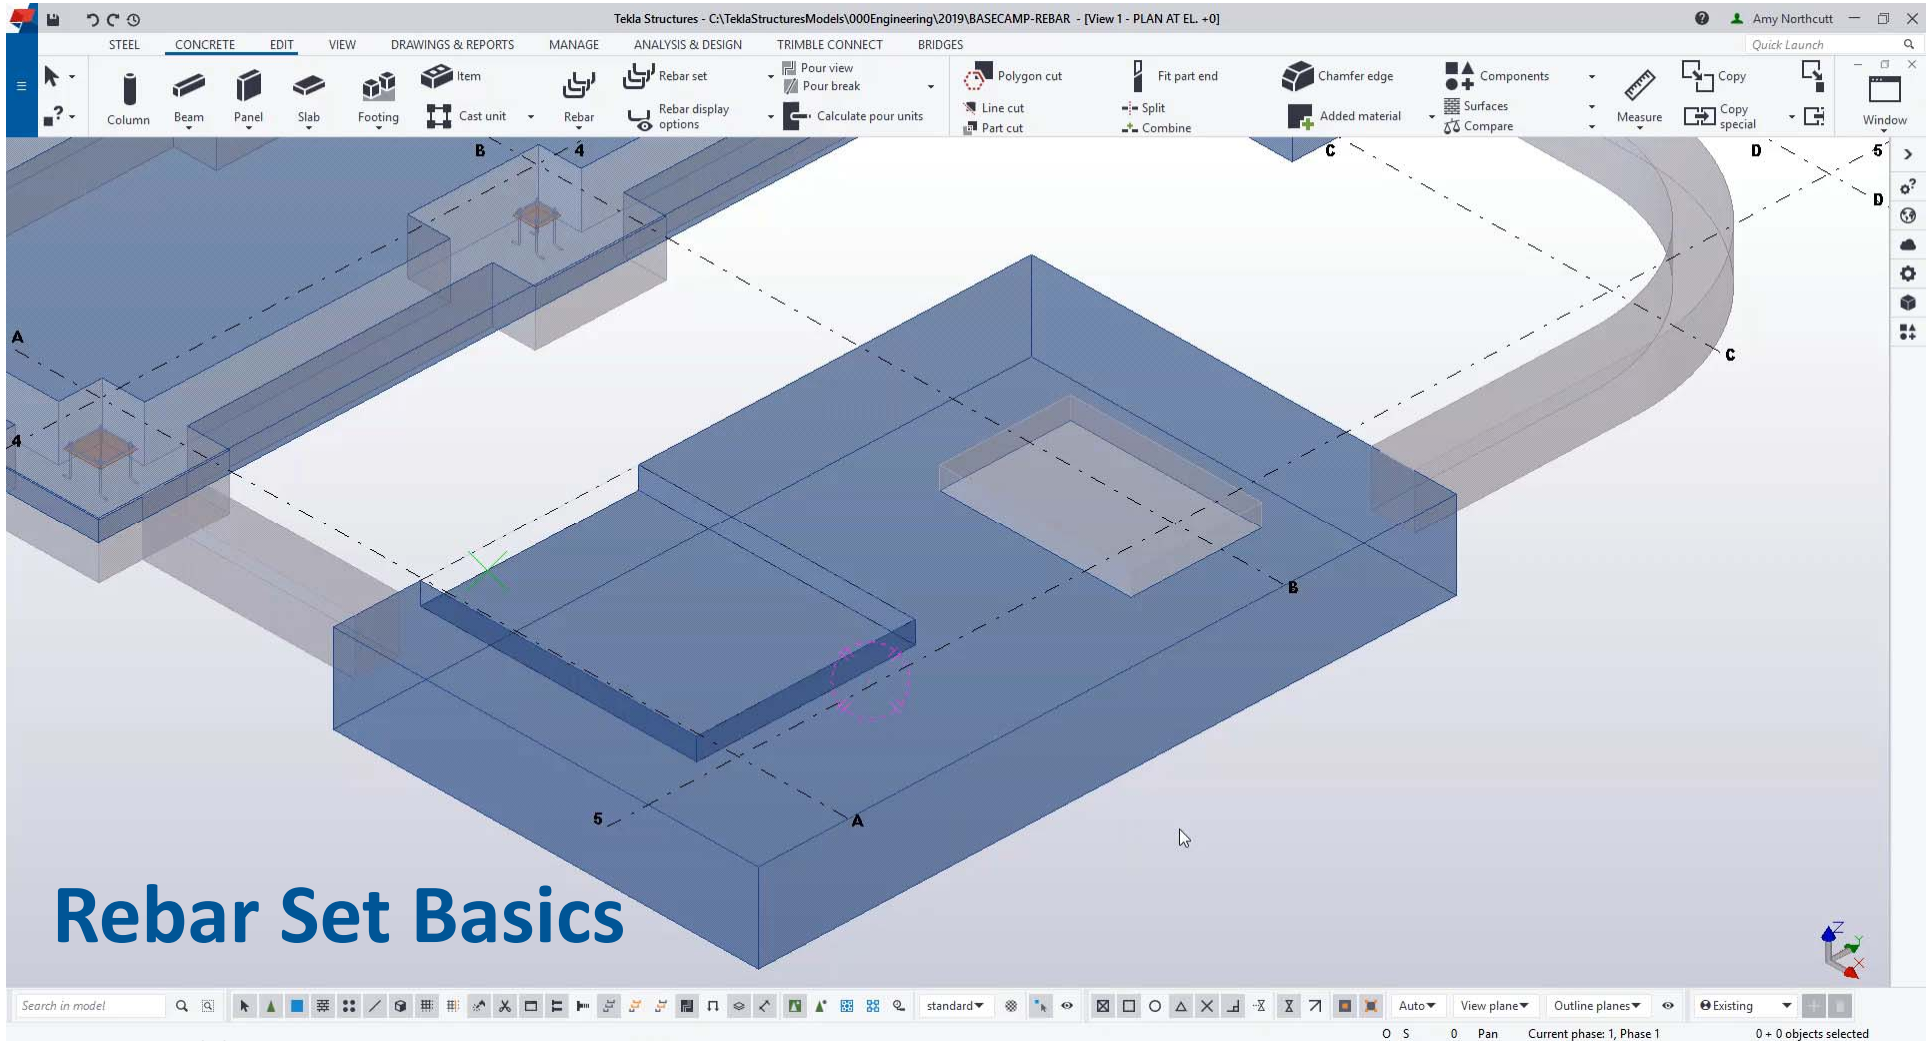 Tekla Structures - C:\TeklaStructuresModels\000Engineering\2019\BASECAMP-REBAR - [View 1 - PLAN AT EL. +0]
Amy Northcutt
STEEL CONCRETE EDIT VIEW DRAWINGS & REPORTS MANAGE ANALYSIS & DESIGN TRIMBLE CONNECT BRIDGES
Quick Launch
Column
Beam
Panel
Slab
Footing
Item
Cast unit
Rebar
Rebar set
Rebar display
options
Pour view
Pour break
Calculate pour units
Polygon cut
Line cut
Part cut
Fit part end
Split
Combine
Chamfer edge
Added material
Components
Surfaces
Compare
Measure
Copy
Copy
special
Window
B 4 C D 5
D
A
C
4
B
5 A
Rebar Set Basics
Z
Y
X
Search in model
standard
Auto
View plane
Outline planes
Existing
O S 0 Pan Current phase: 1, Phase 1 0 + 0 objects selected